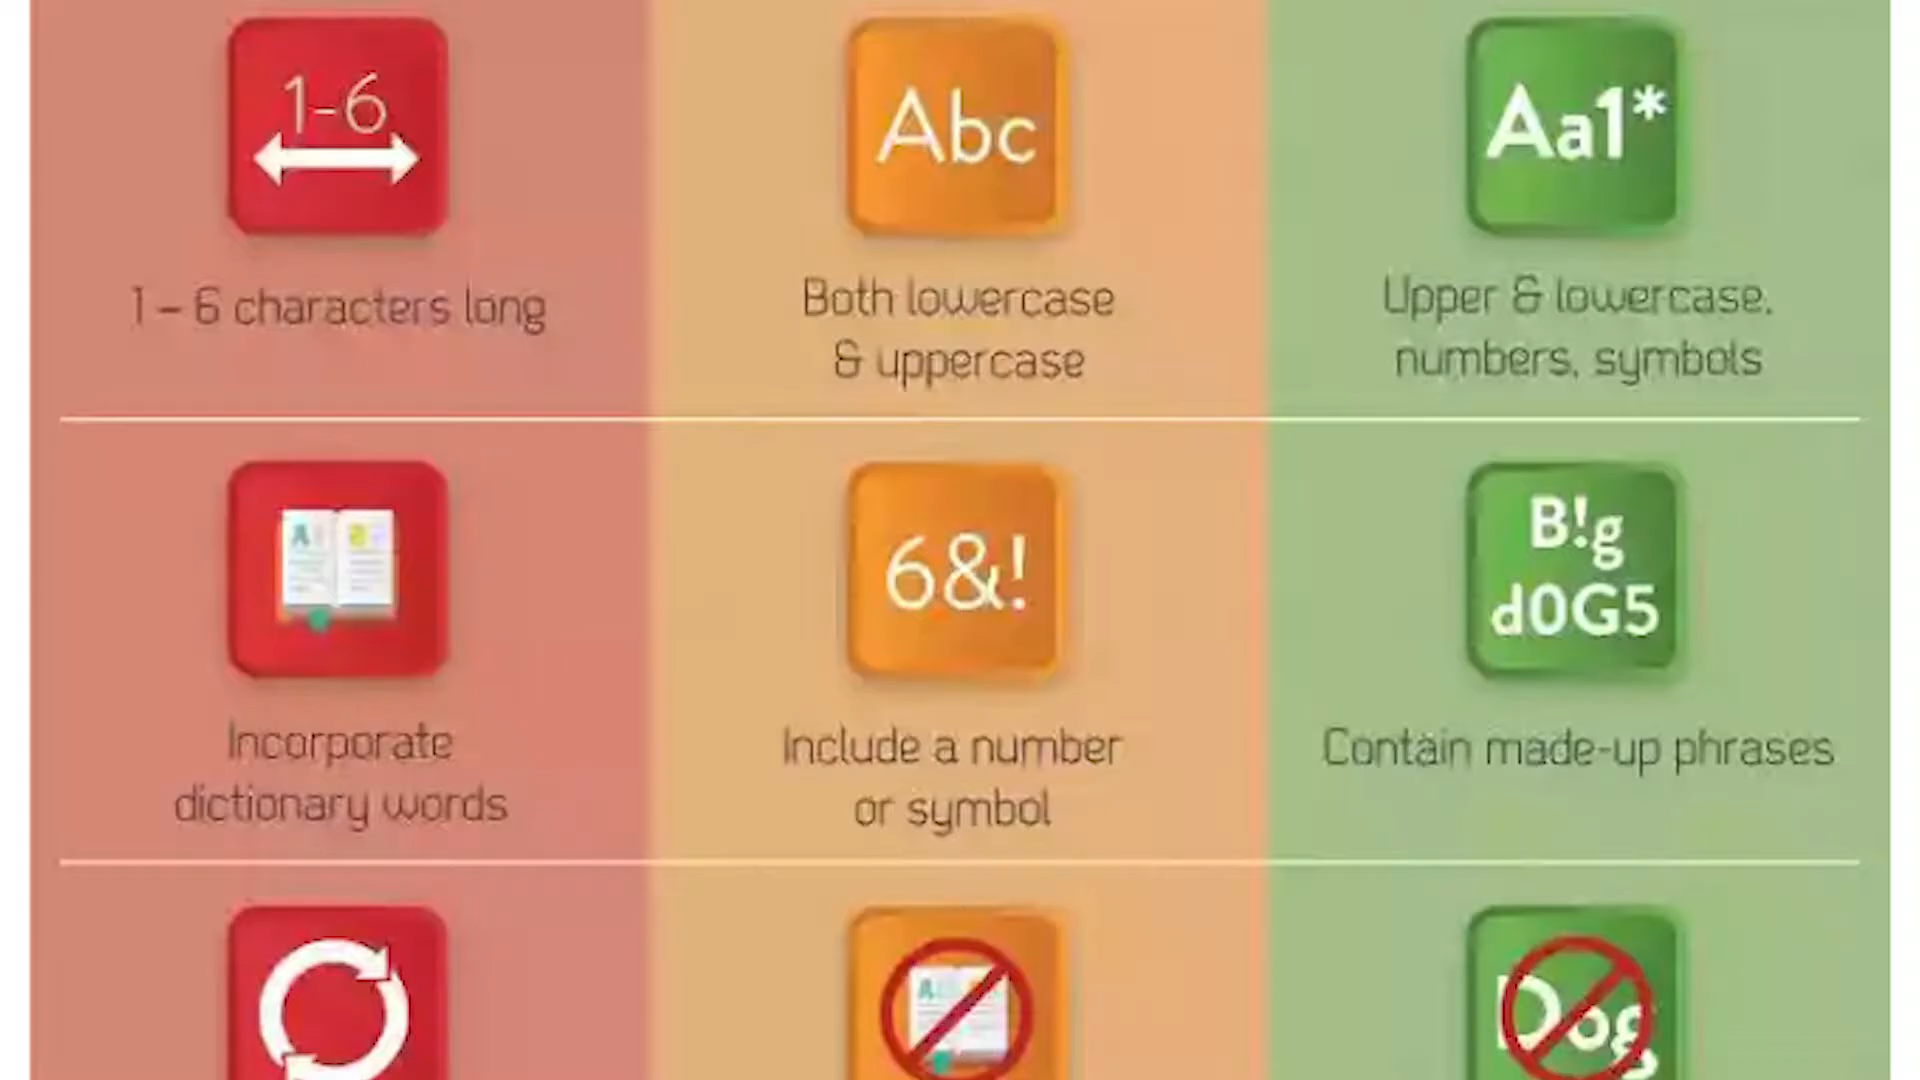 1-6
Abc
Aa1*
1 – 6 characters long
Both lowercase
& uppercase
Upper & lowercase,
numbers, symbols
6&!
B!g
d0G5
Incorporate
dictionary words
Include a number
or symbol
Contain made-up phrases
Dog